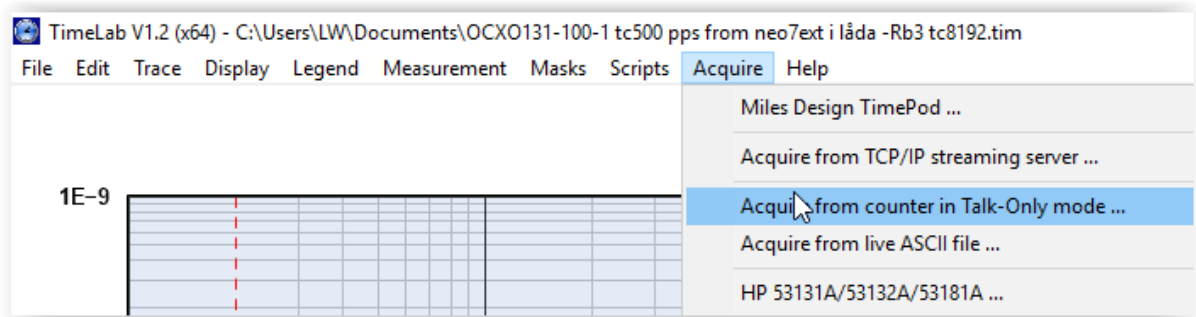 TimeLab V1.2 (x64) - C:\Users\LW\Documents\OCXO131-100-1 tc500 pps from neo7ext i låda -Rb3 tc8192.tim
File Edit Trace Display Legend Measurement Masks Scripts Acquire Help
Miles Design TimePod ...
Acquire from TCP/IP streaming server ...
1E-9
Acqui from counter in Talk-Only mode ...
Acquire from live ASCII file ...
HP 53131A/53132A/53181A ...